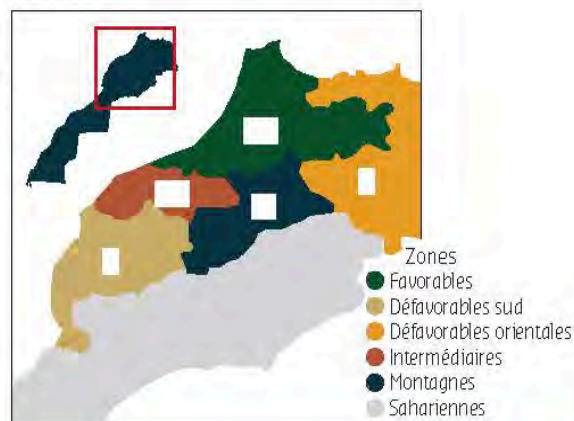 Zones
Favorables
Défavorables sud
Défavorables orientales
Intermédiaires
Montagnes
Sahariennes